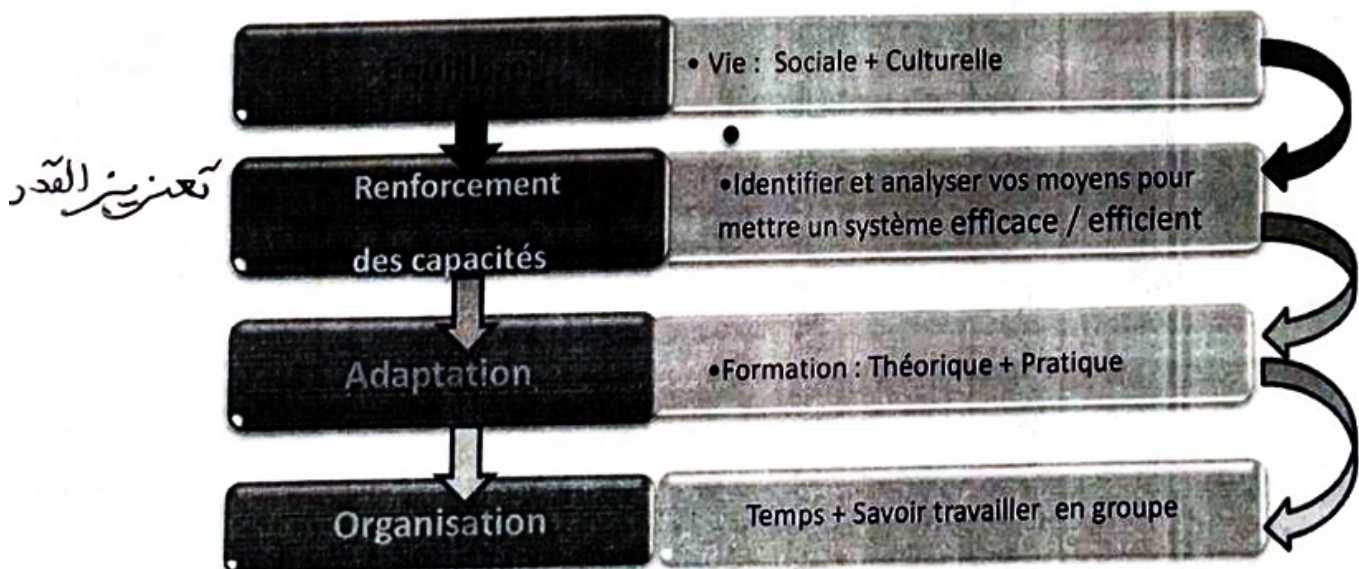 Equilibre
• Vie : Sociale + Culturelle
•
تعزيز القدر
Renforcement
des capacités
•Identifier et analyser vos moyens pour
mettre un système efficace / efficient
Adaptation
•Formation : Théorique + Pratique
Organisation
Temps + Savoir travailler en groupe